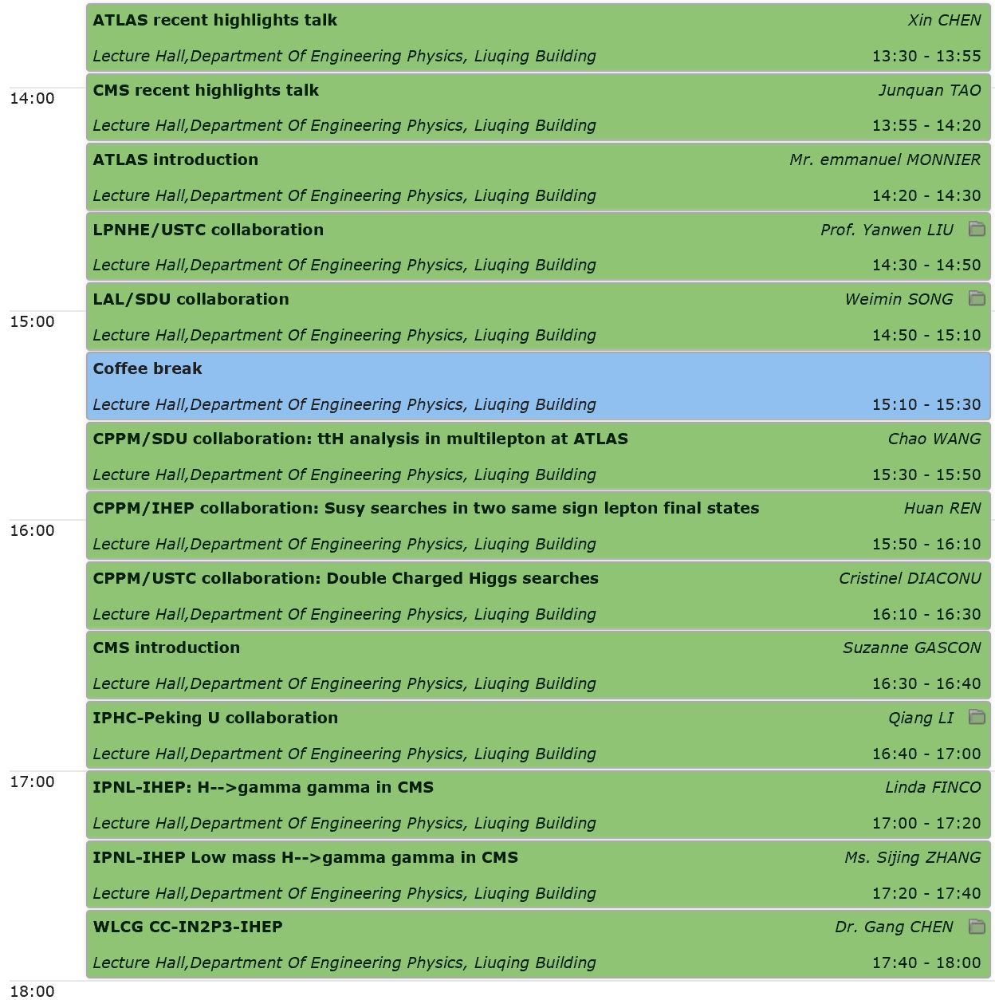 ATLAS recent highlights talk Xin CHEN
Lecture Hall,Department Of Engineering Physics, Liuqing Building 13:30 - 13:55
14:00
CMS recent highlights talk Junquan TAO
Lecture Hall,Department Of Engineering Physics, Liuqing Building 13:55 - 14:20
ATLAS introduction Mr. emmanuel MONNIER
Lecture Hall,Department Of Engineering Physics, Liuqing Building 14:20 - 14:30
LPNHE/USTC collaboration Prof. Yanwen LIU
Lecture Hall,Department Of Engineering Physics, Liuqing Building 14:30 - 14:50
LAL/SDU collaboration Weimin SONG
15:00
Lecture Hall,Department Of Engineering Physics, Liuqing Building 14:50 - 15:10
Coffee break
Lecture Hall,Department Of Engineering Physics, Liuqing Building 15:10 - 15:30
CPPM/SDU collaboration: ttH analysis in multilepton at ATLAS Chao WANG
Lecture Hall,Department Of Engineering Physics, Liuqing Building 15:30 - 15:50
CPPM/IHEP collaboration: Susy searches in two same sign lepton final states Huan REN
16:00
Lecture Hall,Department Of Engineering Physics, Liuqing Building 15:50 - 16:10
CPPM/USTC collaboration: Double Charged Higgs searches Cristinel DIACONU
Lecture Hall,Department Of Engineering Physics, Liuqing Building 16:10 - 16:30
CMS introduction Suzanne GASCON
Lecture Hall,Department Of Engineering Physics, Liuqing Building 16:30 - 16:40
IPHC-Peking U collaboration Qiang LI
Lecture Hall,Department Of Engineering Physics, Liuqing Building 16:40 - 17:00
17:00
IPNL-IHEP: H-->gamma gamma in CMS Linda FINCO
Lecture Hall,Department Of Engineering Physics, Liuqing Building 17:00 - 17:20
IPNL-IHEP Low mass H-->gamma gamma in CMS Ms. Sijing ZHANG
Lecture Hall,Department Of Engineering Physics, Liuqing Building 17:20 - 17:40
WLCG CC-IN2P3-IHEP Dr. Gang CHEN
Lecture Hall,Department Of Engineering Physics, Liuqing Building 17:40 - 18:00
18:00